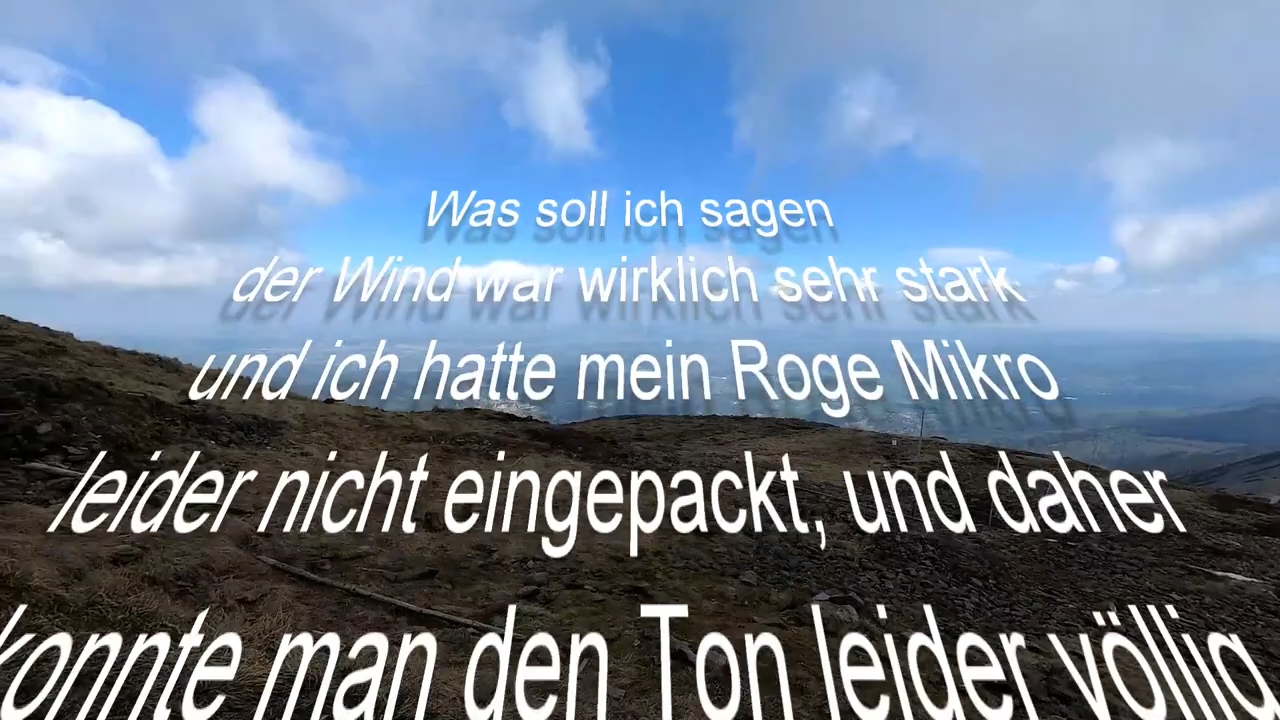 Was soll ich sagen
der Wind war wirklich sehr stark
und ich hatte mein Roge Mikro
leider nicht eingepackt, und daher
konnte man den Ton leider völlig